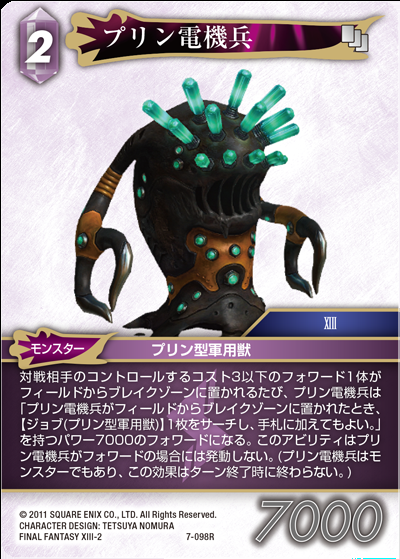 2
プリン電機兵
XIII
モンスター
プリン型軍用獣
対戦相手のコントロールするコスト3以下のフォワード1体が
フィールドからブレイクゾーンに置かれるたび、プリン電機兵は
「プリン電機兵がフィールドからブレイクゾーンに置かれたとき、
【ジョブ(プリン型軍用獣)】1枚をサーチし、手札に加えてもよい。」
を持つパワー7000のフォワードになる。このアビリティはプリ
ン電機兵がフォワードの場合には発動しない。(プリン電機兵はモ
ンスターでもあり、この効果はターン終了時に終わらない。)
© 2011 SQUARE ENIX CO., LTD. All Rights Reserved.
CHARACTER DESIGN: TETSUYA NOMURA
FINAL FANTASY XIII-2
7-098R
7000